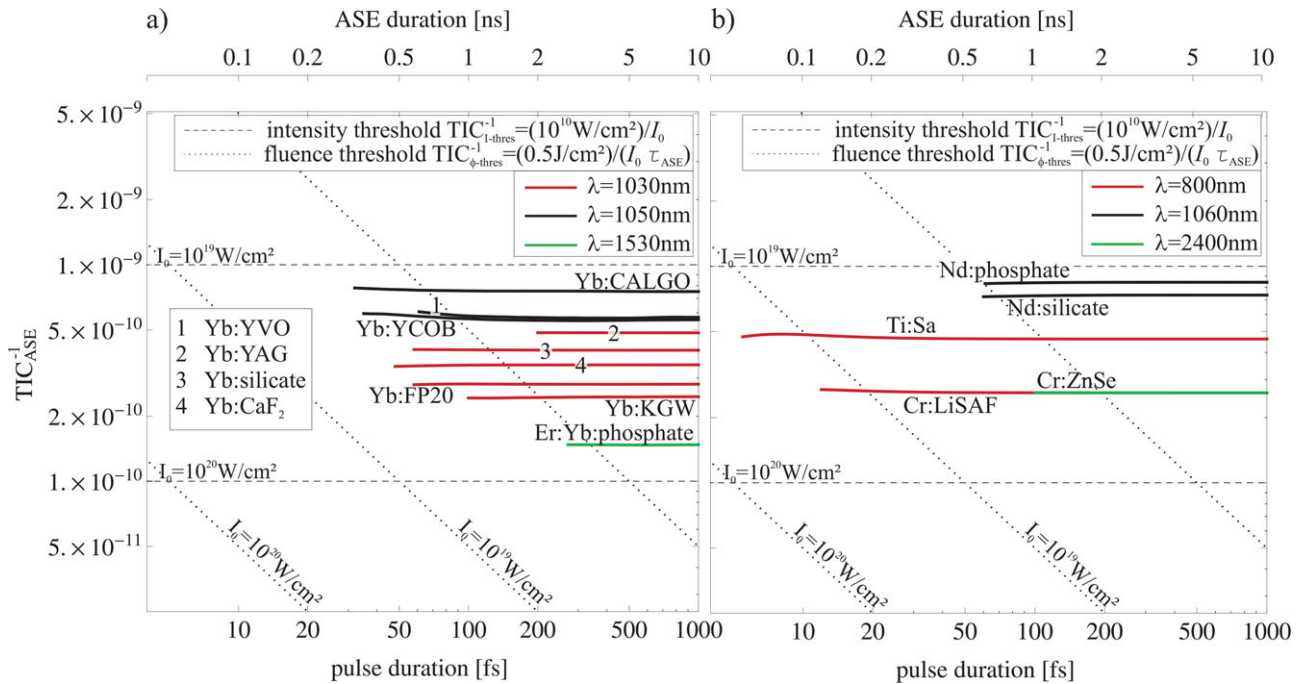 a) ASE duration [ns]
0.1 0.2 0.5 1 2 5 10
5.×10⁻⁹
2.×10⁻⁹
1.×10⁻⁹
5.×10⁻¹⁰
2.×10⁻¹⁰
1.×10⁻¹⁰
5.×10⁻¹¹
TIC⁻¹_ASE
intensity threshold TIC⁻¹_I-thres=(10¹⁰W/cm²)/I₀
fluence threshold TIC⁻¹_ϕ-thres=(0.5J/cm²)/(I₀ τ_ASE)
λ=1030nm
λ=1050nm
λ=1530nm
I₀=10¹⁹W/cm²
Yb:CALGO
1
Yb:YCOB
2
3
4
Yb:FP20
Yb:KGW
Er:Yb:phosphate
1 Yb:YVO
2 Yb:YAG
3 Yb:silicate
4 Yb:CaF₂
I₀=10²⁰W/cm²
I₀=10²⁰W/cm²
I₀=10¹⁹W/cm²
10 20 50 100 200 500 1000
pulse duration [fs]
b) ASE duration [ns]
0.1 0.2 0.5 1 2 5 10
intensity threshold TIC⁻¹_I-thres=(10¹⁰W/cm²)/I₀
fluence threshold TIC⁻¹_ϕ-thres=(0.5J/cm²)/(I₀ τ_ASE)
λ=800nm
λ=1060nm
λ=2400nm
I₀=10¹⁹W/cm²
Nd:phosphate
Nd:silicate
Ti:Sa
Cr:ZnSe
Cr:LiSAF
I₀=10²⁰W/cm²
I₀=10²⁰W/cm²
I₀=10¹⁹W/cm²
10 20 50 100 200 500 1000
pulse duration [fs]